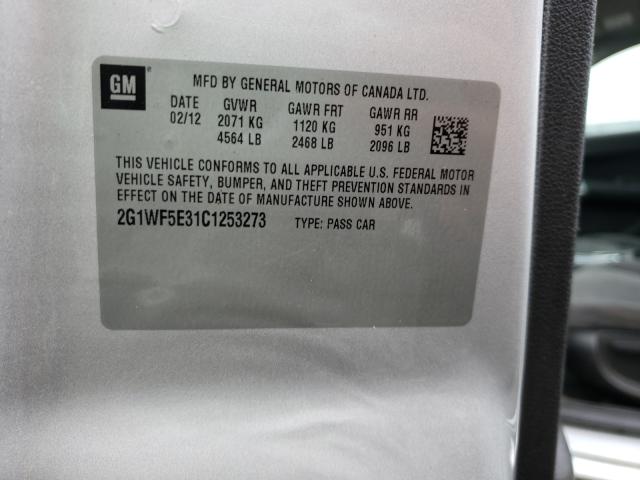 GM
MFD BY GENERAL MOTORS OF CANADA LTD.
DATE GVWR GAWR FRT GAWR RR
02/12 2071 KG 1120 KG 951 KG
4564 LB 2468 LB 2096 LB
THIS VEHICLE CONFORMS TO ALL APPLICABLE U.S. FEDERAL MOTOR
VEHICLE SAFETY, BUMPER, AND THEFT PREVENTION STANDARDS IN
EFFECT ON THE DATE OF MANUFACTURE SHOWN ABOVE.
2G1WF5E31C1253273 TYPE: PASS CAR